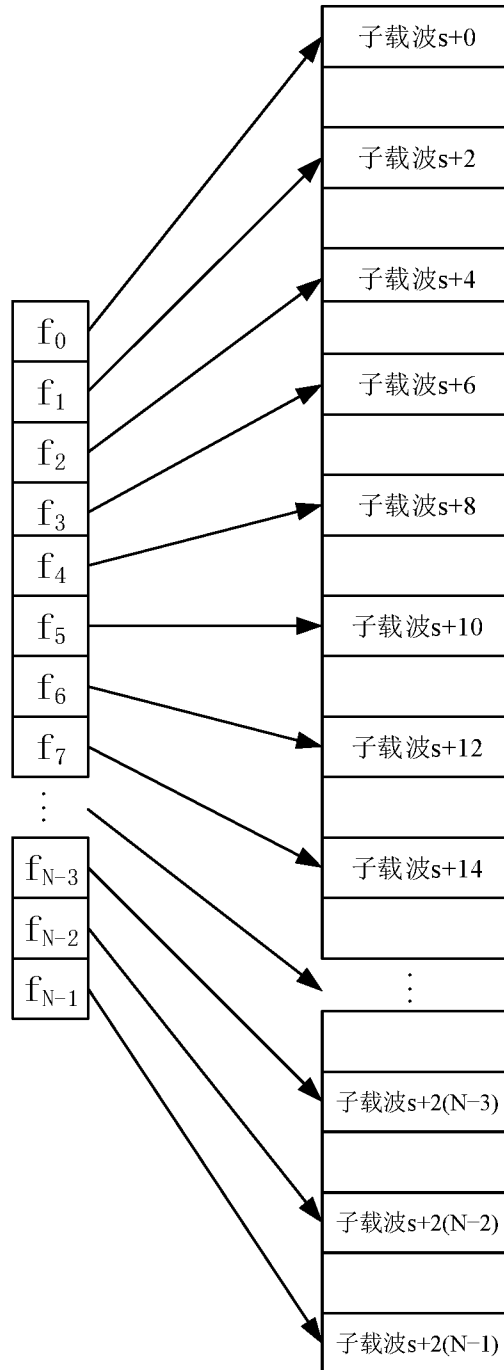 子载波s+0
子载波s+2
子载波s+4
子载波s+6
子载波s+8
子载波s+10
子载波s+12
子载波s+14
⋮
子载波s+2(N-3)
子载波s+2(N-2)
子载波s+2(N-1)
f₀
f₁
f₂
f₃
f₄
f₅
f₆
f₇
⋮
f_{N-3}
f_{N-2}
f_{N-1}